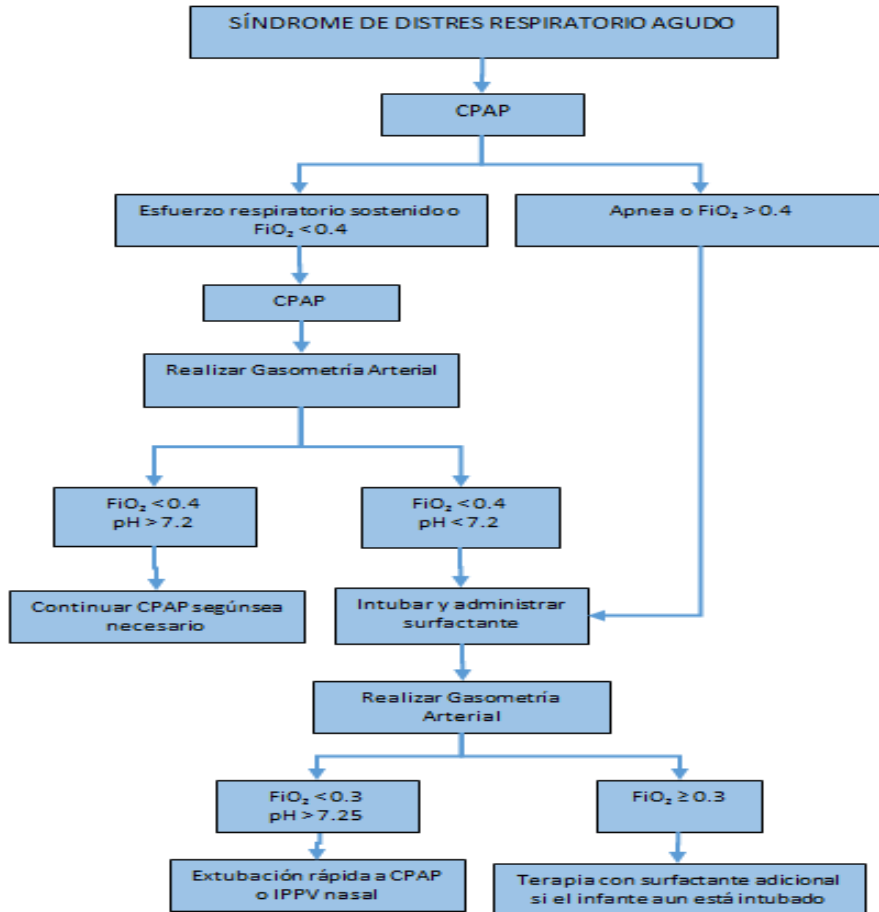 SÍNDROME DE DISTRES RESPIRATORIO AGUDO
CPAP
Esfuerzo respiratorio sostenido o
FiO₂ < 0.4
Apnea o FiO₂ > 0.4
CPAP
Realizar Gasometría Arterial
FiO₂ < 0.4
pH > 7.2
FiO₂ < 0.4
pH < 7.2
Continuar CPAP segúnsea
necesario
Intubar y administrar
surfactante
Realizar Gasometría
Arterial
FiO₂ < 0.3
pH > 7.25
FiO₂ ≥ 0.3
Extubación rápida a CPAP
o IPPV nasal
Terapia con surfactante adicional
si el infante aun está intubado